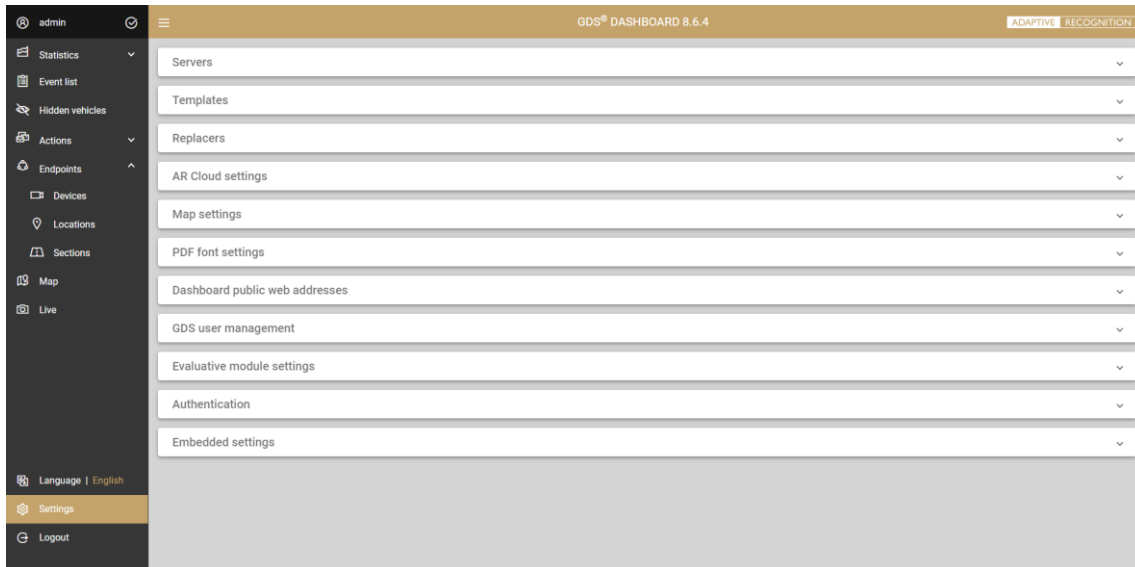 admin
GDS® DASHBOARD 8.6.4
ADAPTIVE RECOGNITION
Statistics
Event list
Hidden vehicles
Actions
Endpoints
Devices
Locations
Sections
Map
Live
Language | English
Settings
Logout
Servers
Templates
Replacers
AR Cloud settings
Map settings
PDF font settings
Dashboard public web addresses
GDS user management
Evaluative module settings
Authentication
Embedded settings